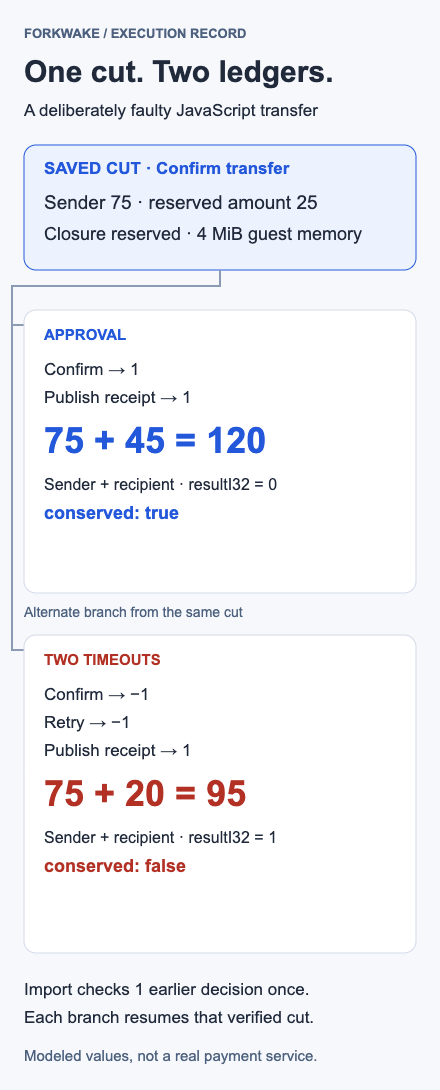 FORKWAKE / EXECUTION RECORD
One cut. Two ledgers.
A deliberately faulty JavaScript transfer
SAVED CUT · Confirm transfer
Sender 75 · reserved amount 25
Closure reserved · 4 MiB guest memory
APPROVAL
Confirm → 1
Publish receipt → 1
75 + 45 = 120
Sender + recipient · resultI32 = 0
conserved: true
Alternate branch from the same cut
TWO TIMEOUTS
Confirm → −1
Retry → −1
Publish receipt → 1
75 + 20 = 95
Sender + recipient · resultI32 = 1
conserved: false
Import checks 1 earlier decision once.
Each branch resumes that verified cut.
Modeled values, not a real payment service.